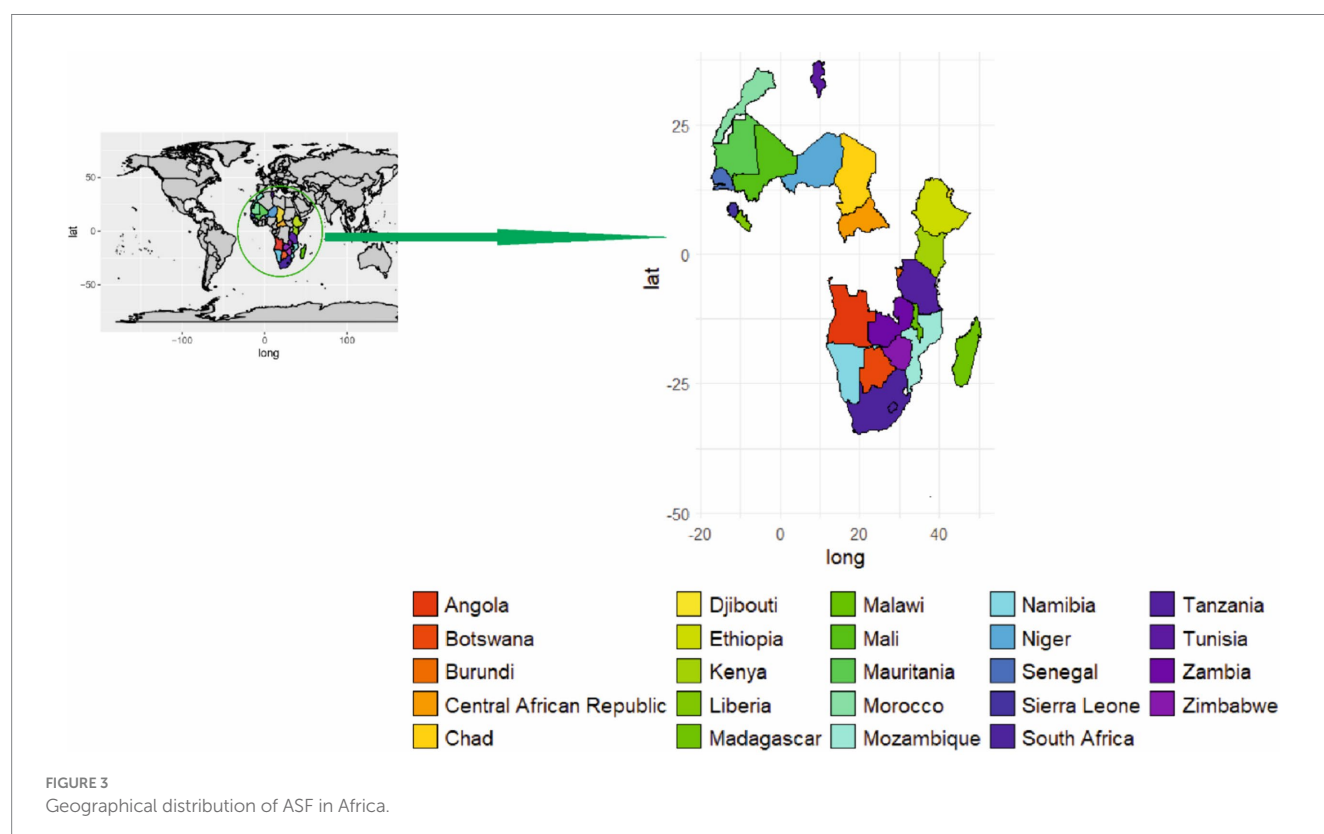 50
0
-50
lat
-100
0
100
long
25
0
-25
-50
lat
-20
0
20
40
long
Angola
Botswana
Burundi
Central African Republic
Chad
Djibouti
Ethiopia
Kenya
Liberia
Madagascar
Malawi
Mali
Mauritania
Morocco
Mozambique
Namibia
Niger
Senegal
Sierra Leone
South Africa
Tanzania
Tunisia
Zambia
Zimbabwe
FIGURE 3
Geographical distribution of ASF in Africa.